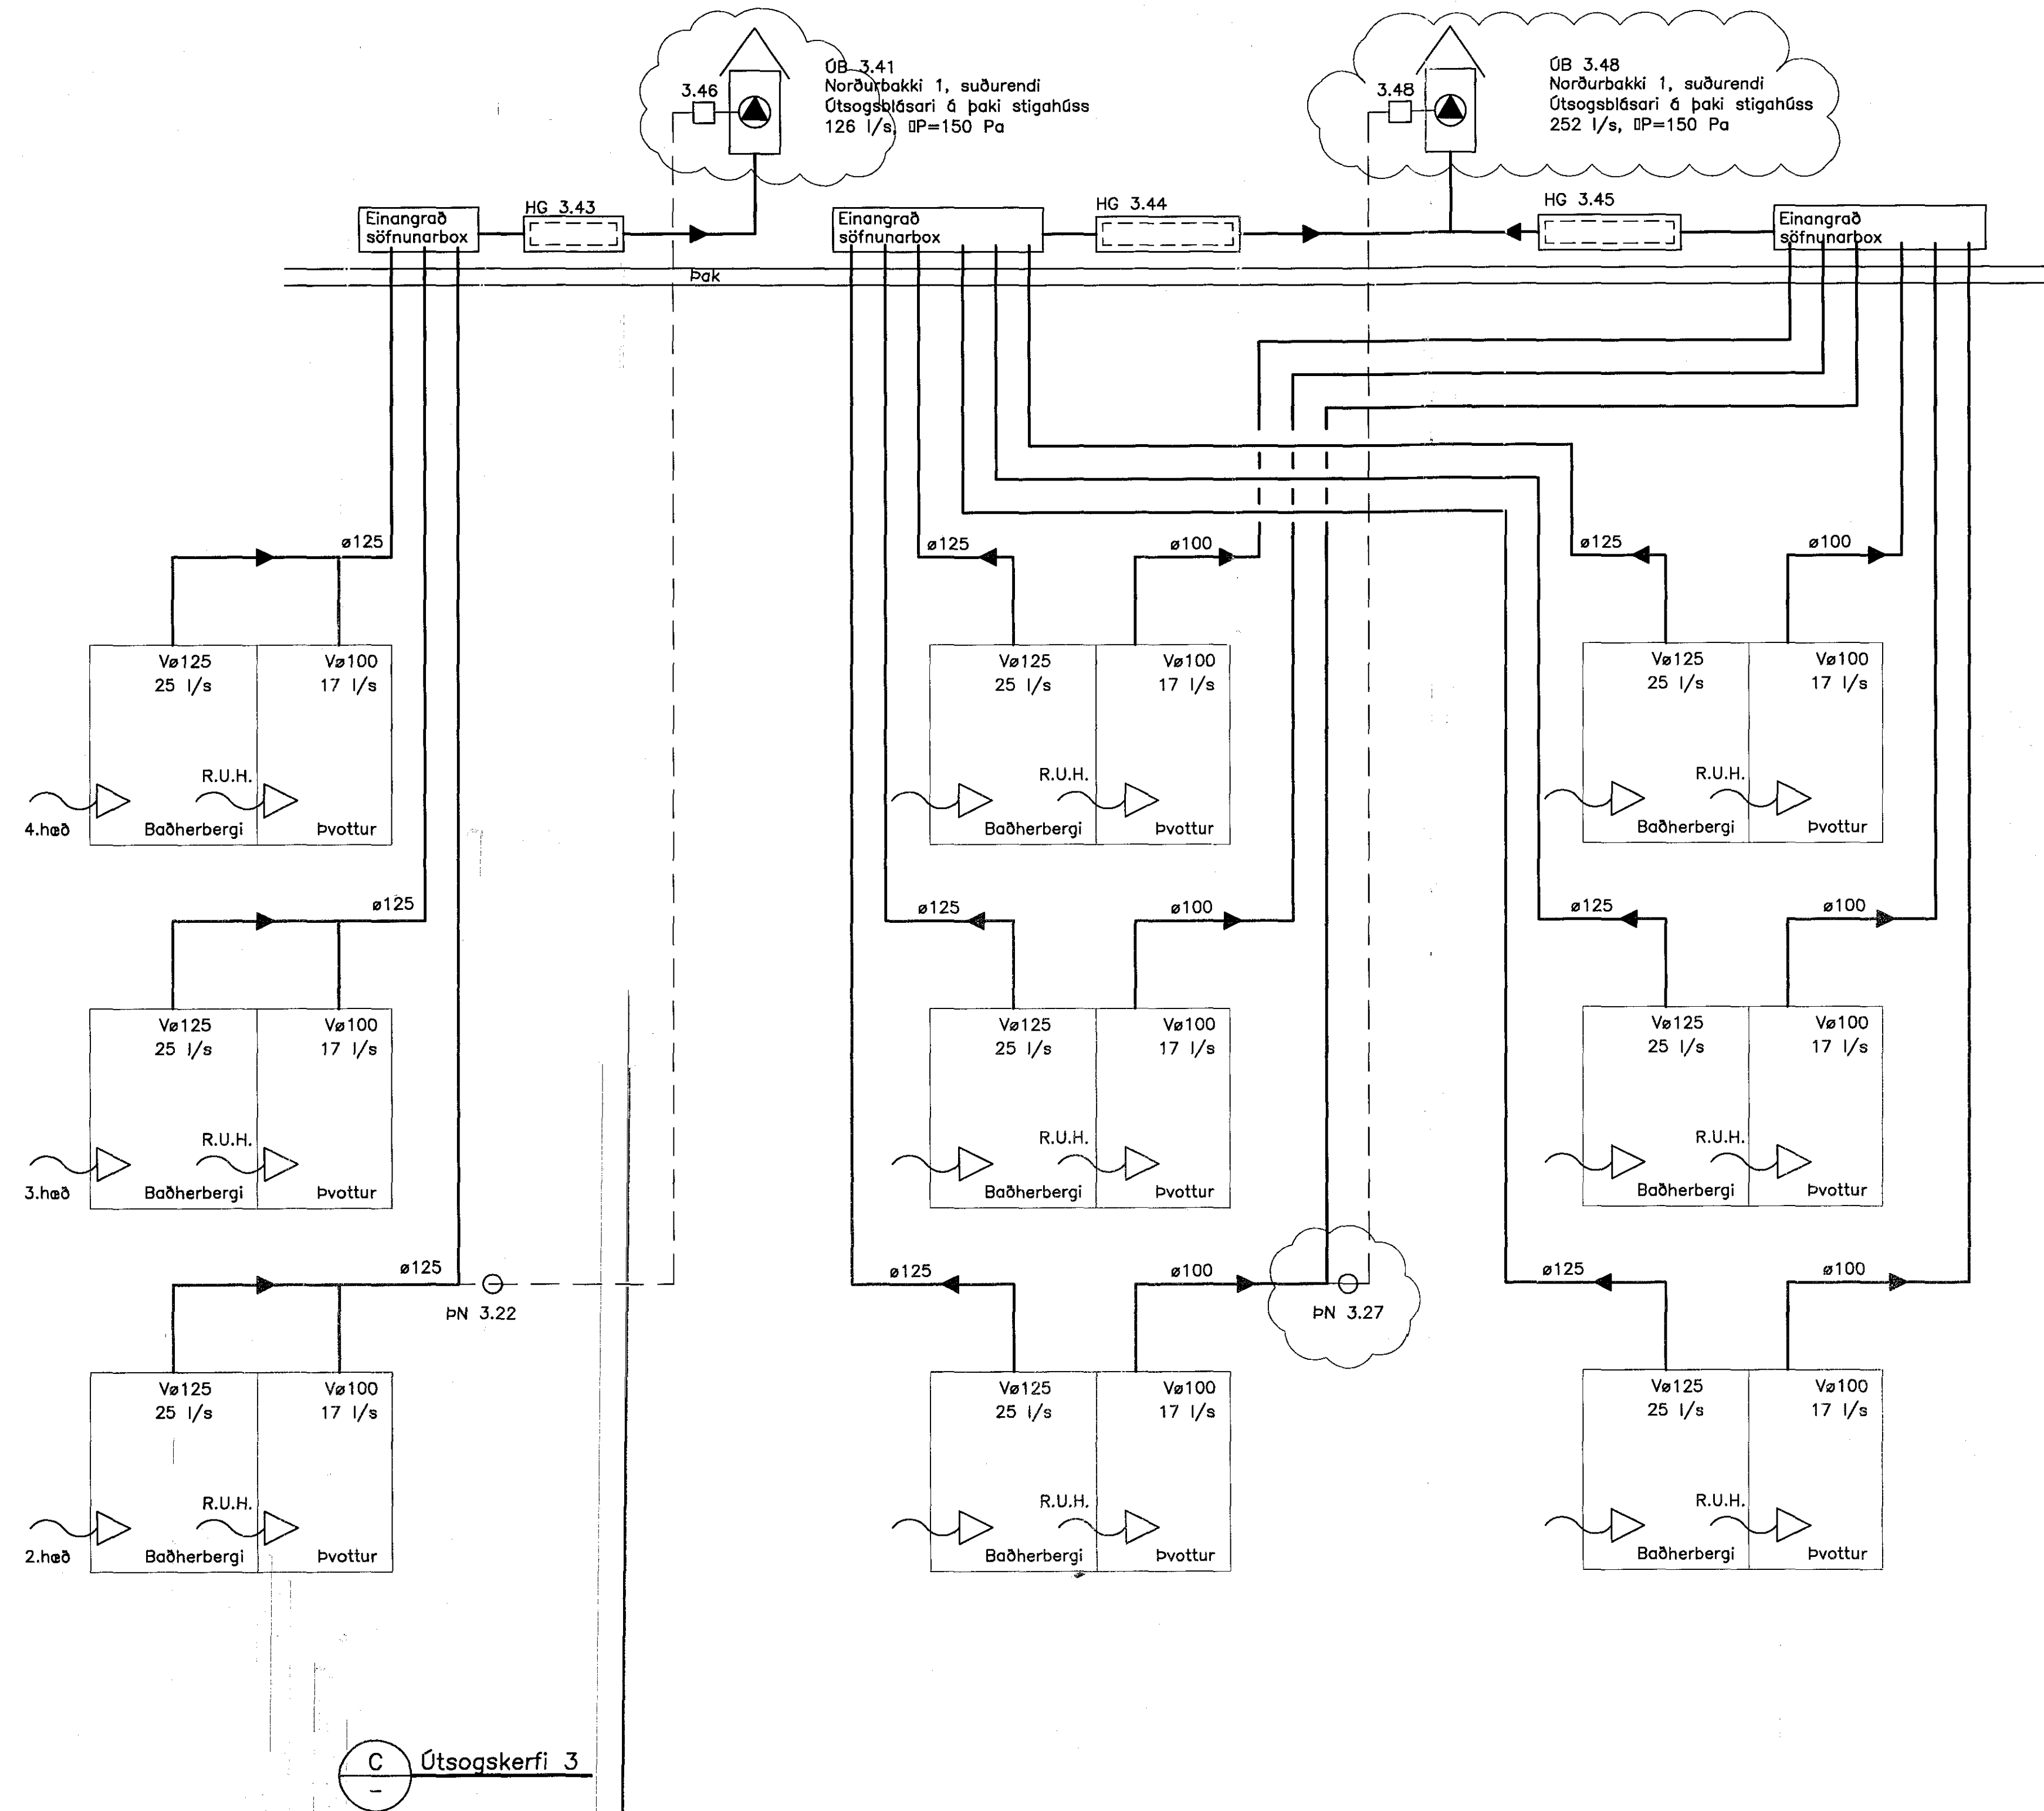 ÚB 3.41
Norðurbakki 1, suðurendi
Útsogsblásari á þaki stigahúss
126 l/s, ▯P=150 Pa
3.46
ÚB 3.48
Norðurbakki 1, suðurendi
Útsogsblásari á þaki stigahúss
252 l/s, ▯P=150 Pa
3.48
Einangrað
söfnunarbox
HG 3.43
Einangrað
söfnunarbox
HG 3.44
HG 3.45
Einangrað
söfnunarbox
Þak
ø125
ø125
ø100
ø125
ø100
Vø125
25 l/s
Vø100
17 l/s
R.U.H.
4.hæð
Baðherbergi
Þvottur
Vø125
25 l/s
Vø100
17 l/s
R.U.H.
Baðherbergi
Þvottur
Vø125
25 l/s
Vø100
17 l/s
R.U.H.
Baðherbergi
Þvottur
ø125
ø125
ø100
ø125
ø100
Vø125
25 l/s
Vø100
17 l/s
R.U.H.
3.hæð
Baðherbergi
Þvottur
Vø125
25 l/s
Vø100
17 l/s
R.U.H.
Baðherbergi
Þvottur
Vø125
25 l/s
Vø100
17 l/s
R.U.H.
Baðherbergi
Þvottur
ø125
ÞN 3.22
ø125
ø100
ÞN 3.27
ø125
ø100
Vø125
25 l/s
Vø100
17 l/s
R.U.H.
2.hæð
Baðherbergi
Þvottur
Vø125
25 l/s
Vø100
17 l/s
R.U.H.
Baðherbergi
Þvottur
Vø125
25 l/s
Vø100
17 l/s
R.U.H.
Baðherbergi
Þvottur
C
–
Útsogskerfi 3